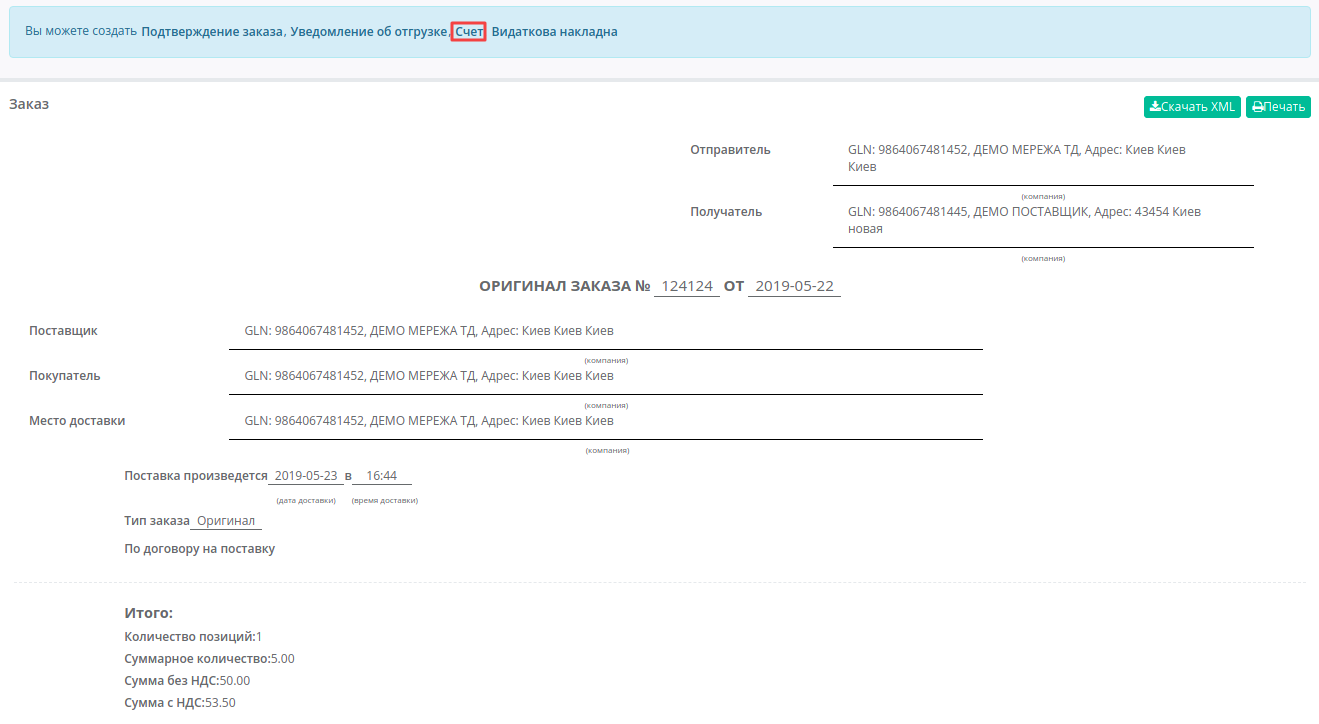 Вы можете создать Подтверждение заказа, Уведомление об отгрузке, Счет Видаткова накладна
Заказ
Скачать XML Печать
Отправитель GLN: 9864067481452, ДЕМО МЕРЕЖА ТД, Адрес: Киев Киев
Киев
(компания)
Получатель GLN: 9864067481445, ДЕМО ПОСТАВЩИК, Адрес: 43454 Киев
новая
(компания)
ОРИГИНАЛ ЗАКАЗА № 124124 ОТ 2019-05-22
Поставщик GLN: 9864067481452, ДЕМО МЕРЕЖА ТД, Адрес: Киев Киев Киев
(компания)
Покупатель GLN: 9864067481452, ДЕМО МЕРЕЖА ТД, Адрес: Киев Киев Киев
(компания)
Место доставки GLN: 9864067481452, ДЕМО МЕРЕЖА ТД, Адрес: Киев Киев Киев
(компания)
Поставка произведется 2019-05-23 в 16:44
(дата доставки) (время доставки)
Тип заказа Оригинал
По договору на поставку
Итого:
Количество позиций:1
Суммарное количество:5.00
Сумма без НДС:50.00
Сумма с НДС:53.50